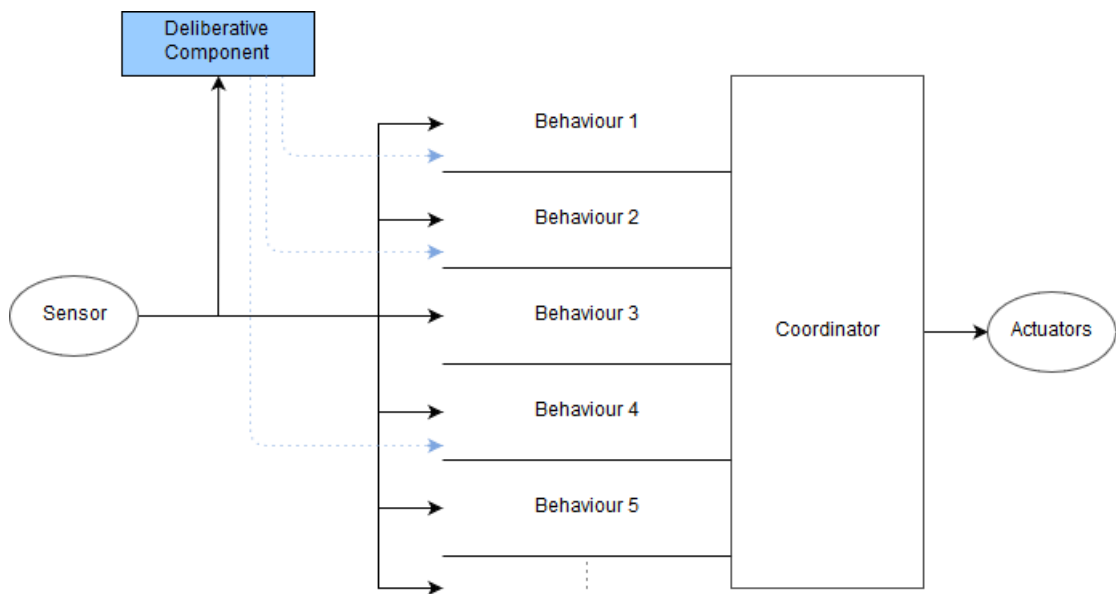 Deliberative
Component
Behaviour 1
Behaviour 2
Sensor
Behaviour 3
Coordinator
Actuators
Behaviour 4
Behaviour 5